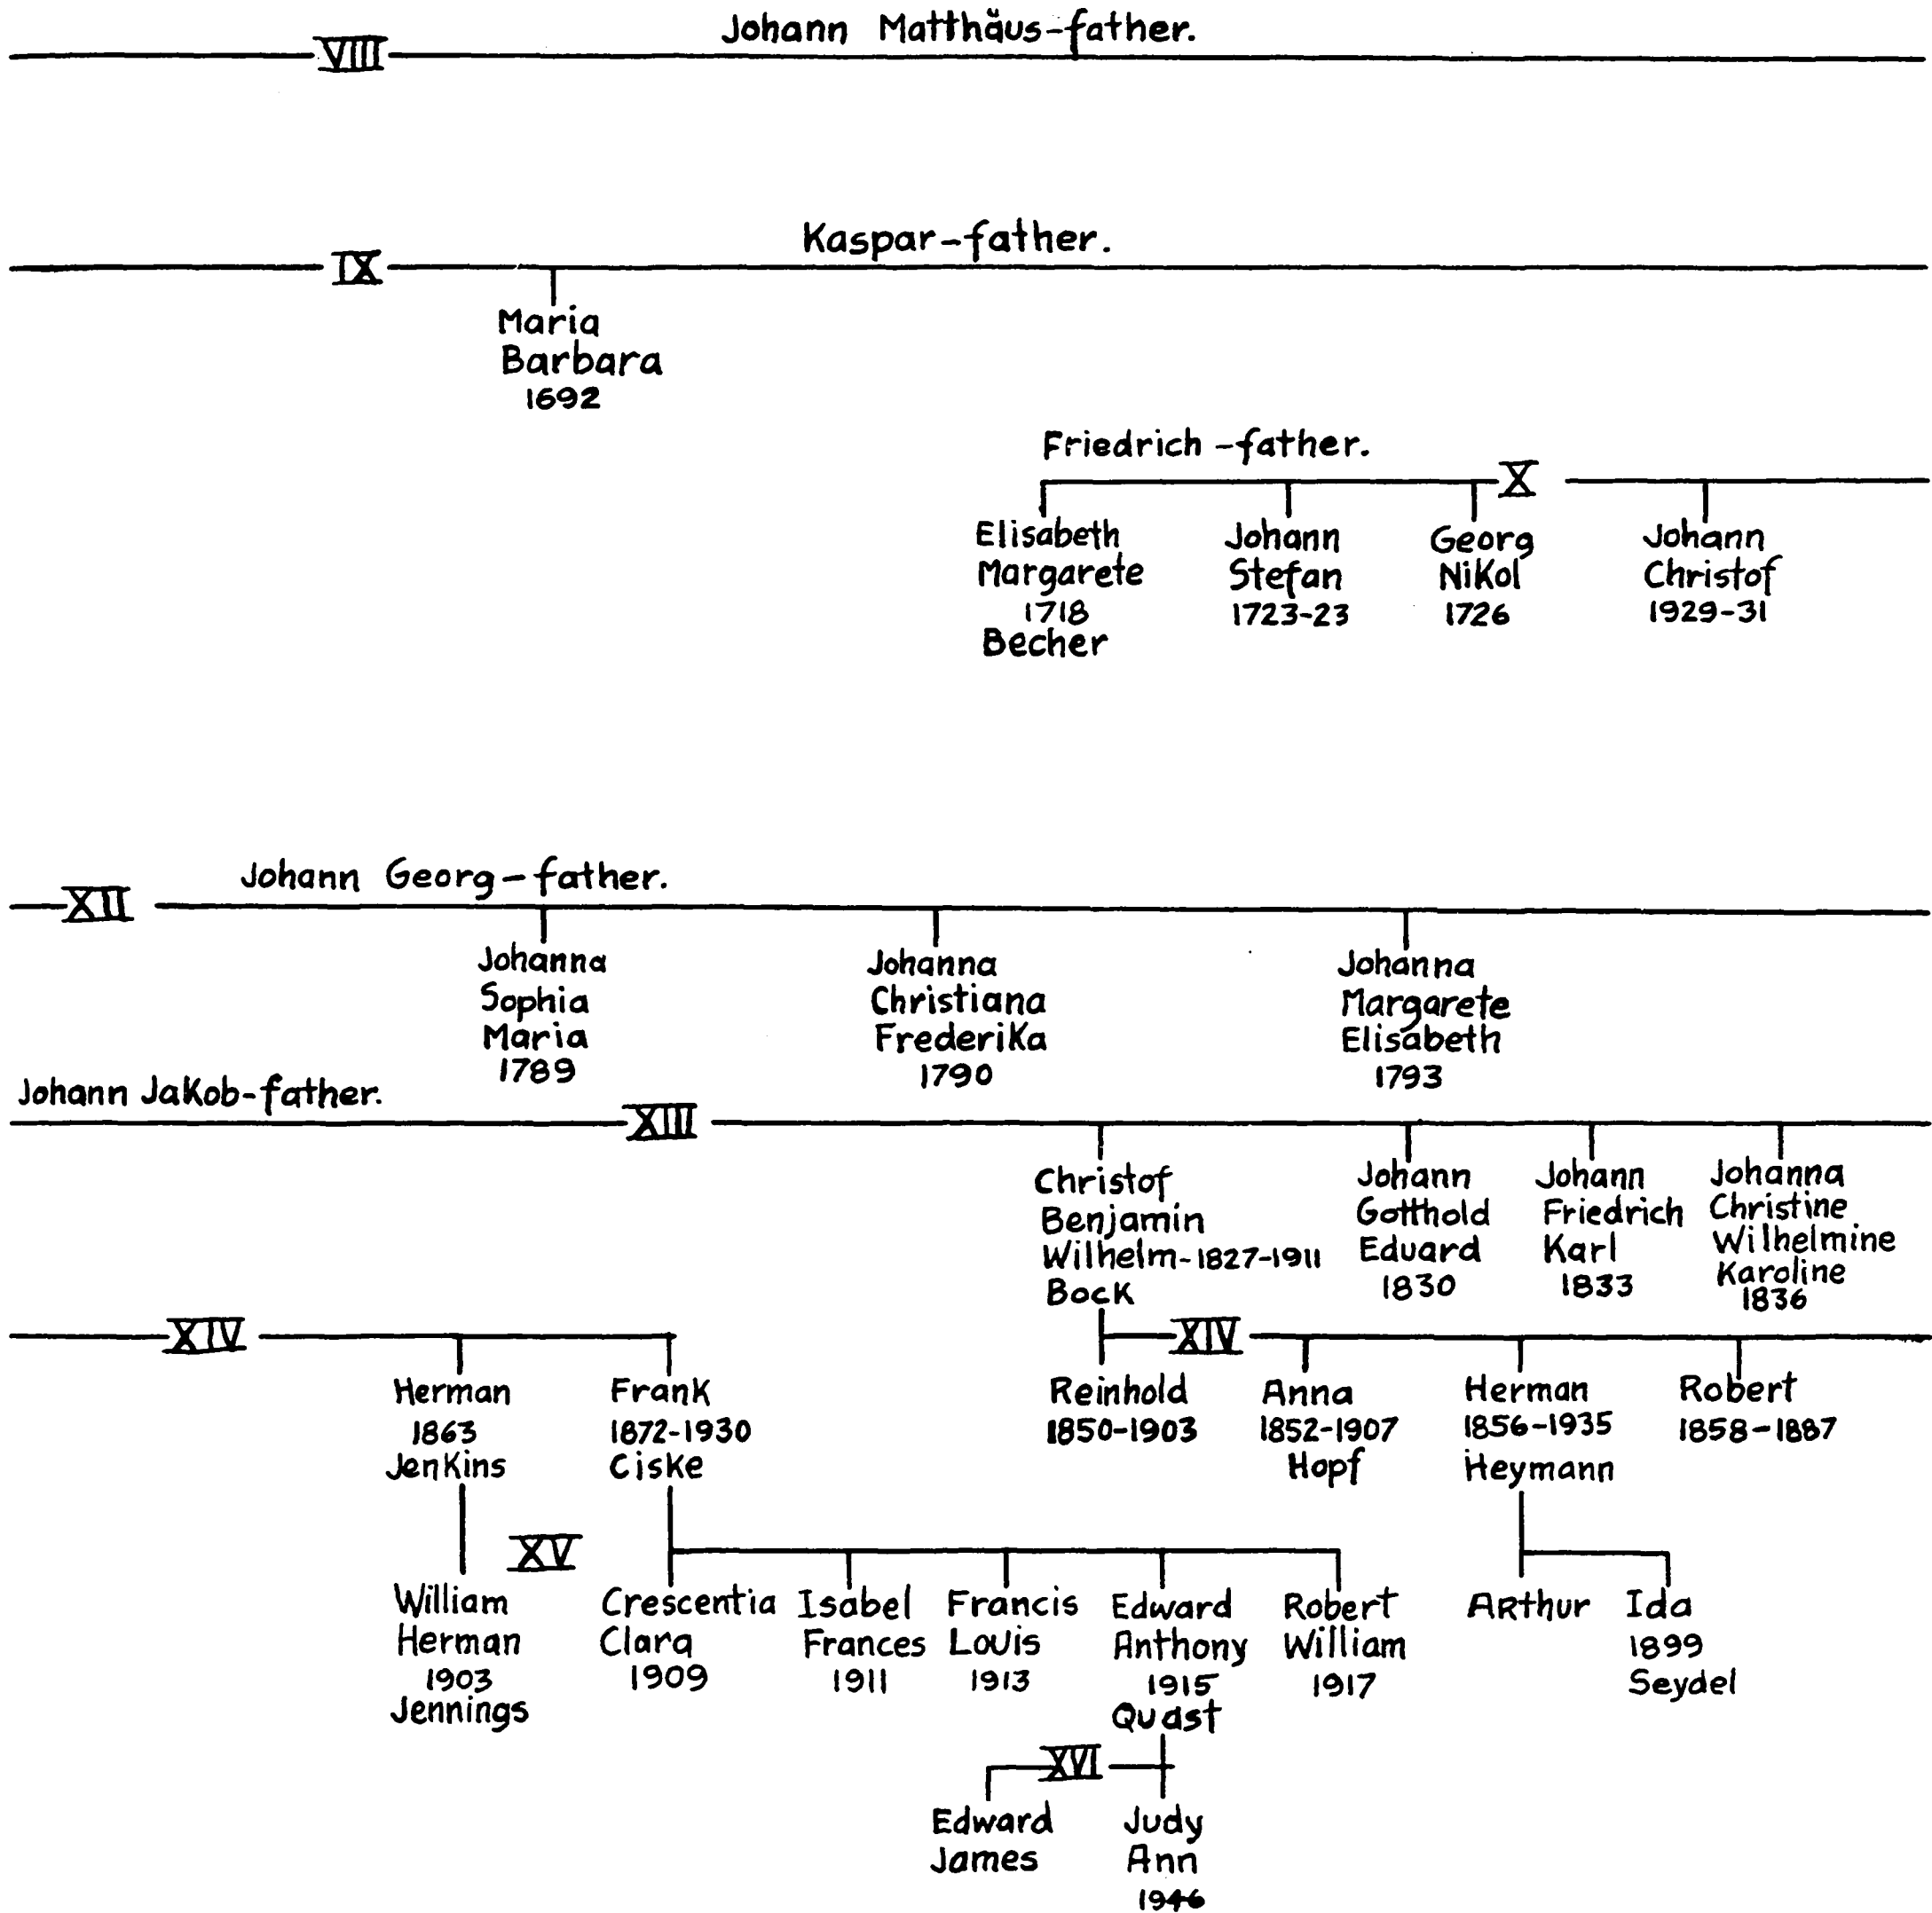 Johann Matthäus-father.
VIII
Kaspar-father.
IX
Maria
Barbara
1692
Friedrich-father.
X
Elisabeth
Margarete
1718
Becher
Johann
Stefan
1723-23
Georg
Nikol
1726
Johann
Christof
1929-31
Johann Georg-father.
XII
Johanna
Sophia
Maria
1789
Johanna
Christiana
Frederika
1790
Johanna
Margarete
Elisabeth
1793
Johann Jakob-father.
XIII
Christof
Benjamin
Wilhelm-1827-1911
Bock
Johann
Gotthold
Eduard
1830
Johann
Friedrich
Karl
1833
Johanna
Christine
Wilhelmine
Karoline
1836
XIV
Herman
1863
Jenkins
Frank
1872-1930
Ciske
XIV
Reinhold
1850-1903
Anna
1852-1907
Hopf
Herman
1856-1935
Heymann
Robert
1858-1887
XV
William
Herman
1903
Jennings
Crescentia
Clara
1909
Isabel
Frances
1911
Francis
Louis
1913
Edward
Anthony
1915
Quast
Robert
William
1917
Arthur
Ida
1899
Seydel
XVI
Edward
James
Judy
Ann
1946